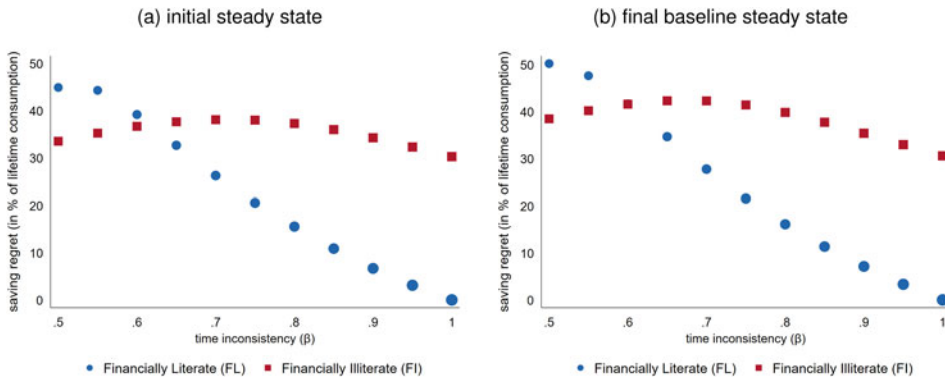 (a) initial steady state
saving regret (in % of lifetime consumption)
50
40
30
20
10
0
.5 .6 .7 .8 .9 1
time inconsistency (β)
Financially Literate (FL) Financially Illiterate (FI)
(b) final baseline steady state
saving regret (in % of lifetime consumption)
50
40
30
20
10
0
.5 .6 .7 .8 .9 1
time inconsistency (β)
Financially Literate (FL) Financially Illiterate (FI)